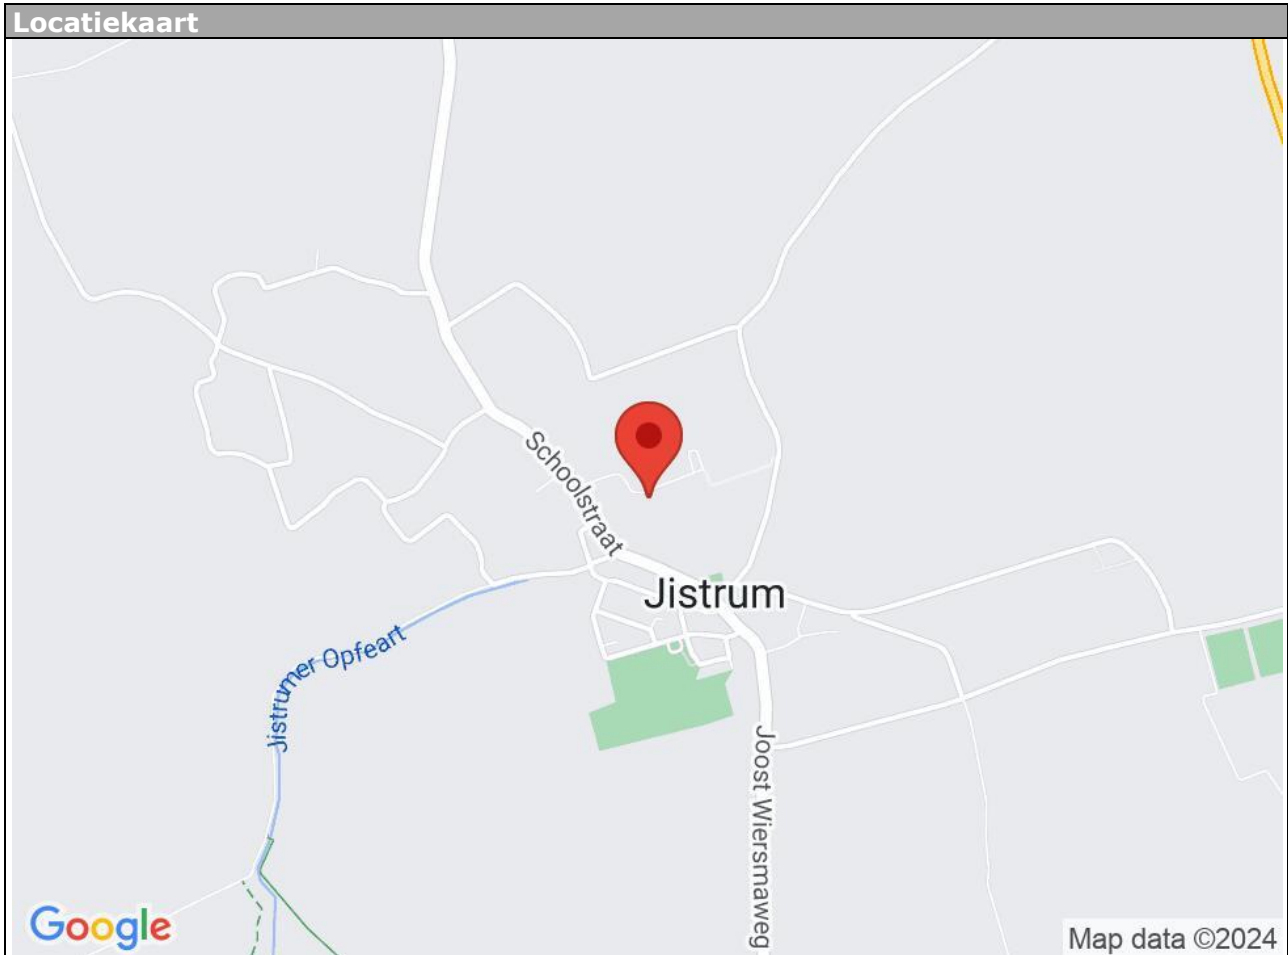 Locatiekaart
Schoolstraat
Jistrum
Jistrumer Opfeart
Joost Wiersmaweg
Google
Map data ©2024